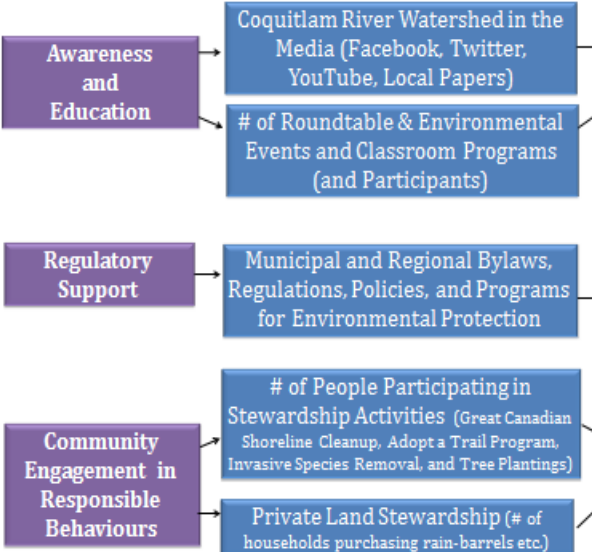 Awareness
and
Education
Coquitlam River Watershed in the
Media (Facebook, Twitter,
YouTube, Local Papers)
# of Roundtable & Environmental
Events and Classroom Programs
(and Participants)
Regulatory
Support
Municipal and Regional Bylaws,
Regulations, Policies, and Programs
for Environmental Protection
Community
Engagement in
Responsible
Behaviours
# of People Participating in
Stewardship Activities (Great Canadian
Shoreline Cleanup, Adopt a Trail Program,
Invasive Species Removal, and Tree Plantings)
Private Land Stewardship (# of
households purchasing rain-barrels etc.)